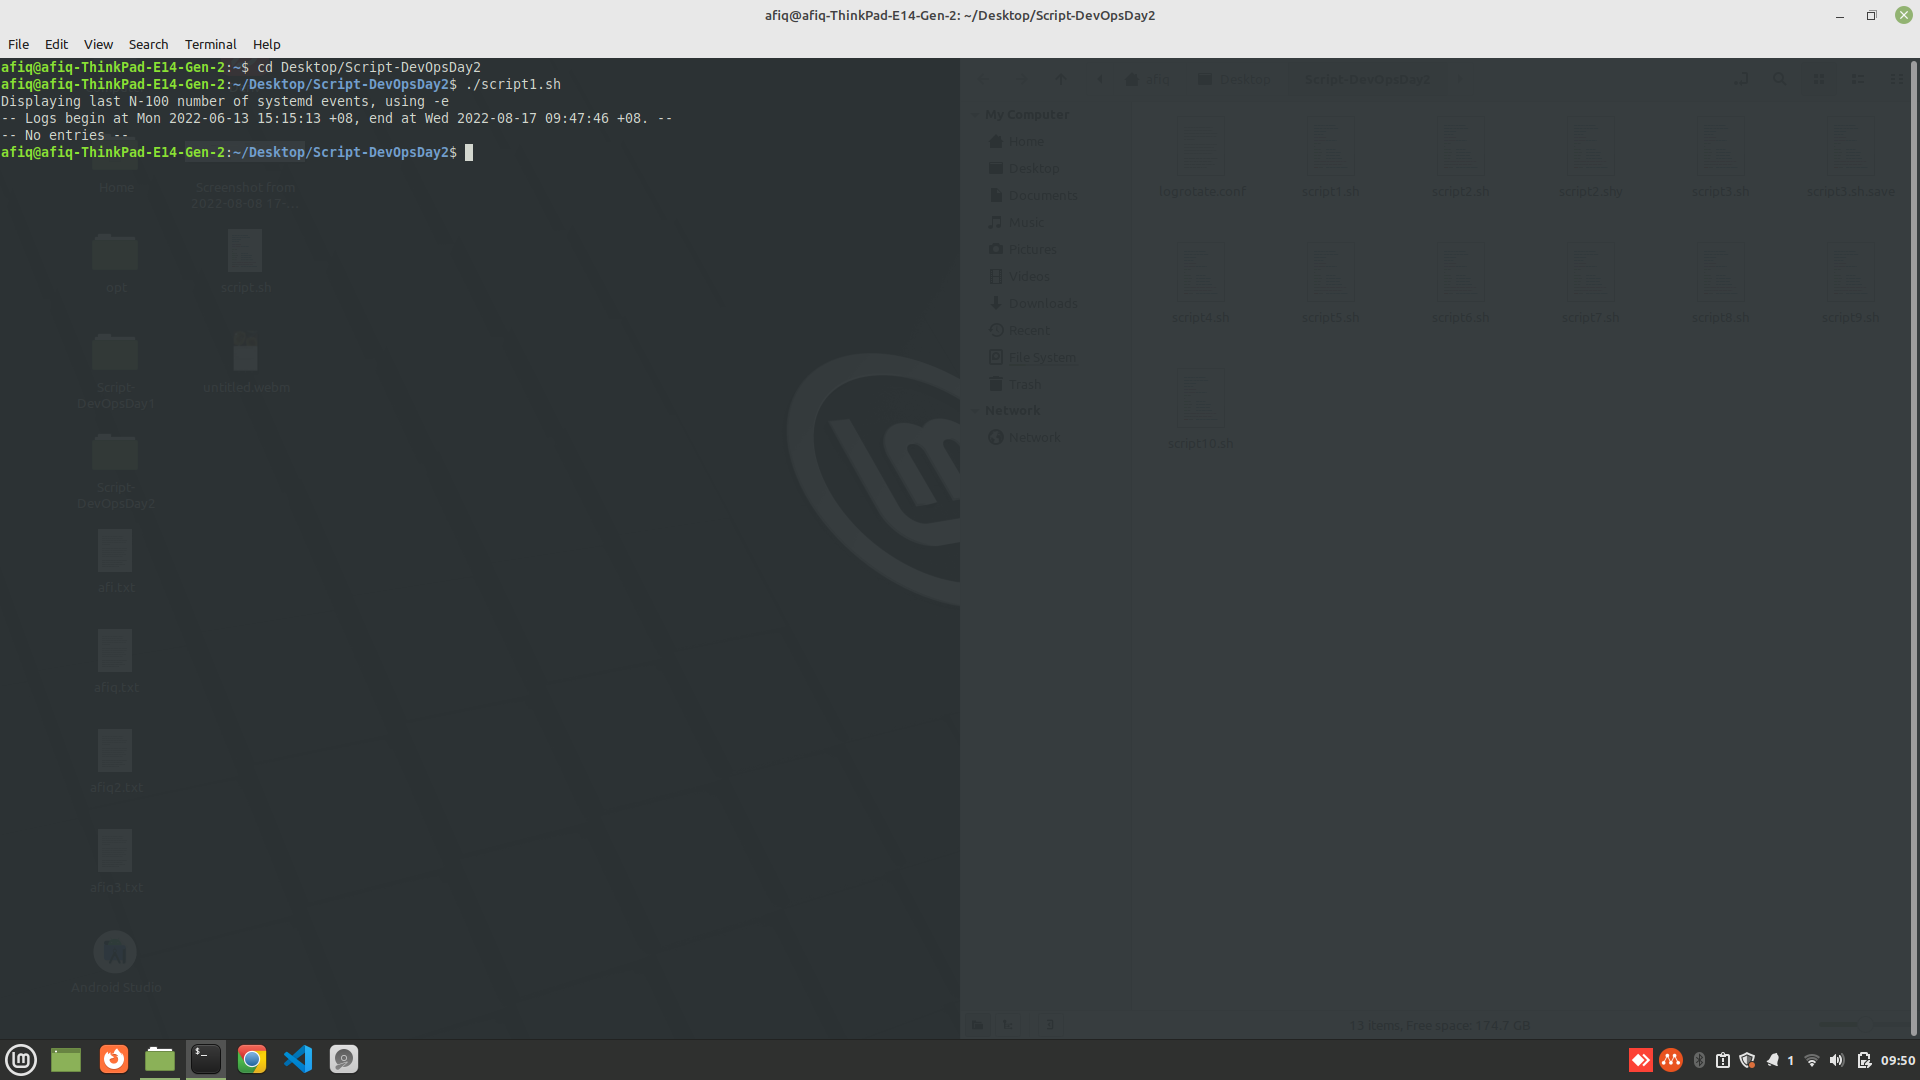 afiq@afiq-ThinkPad-E14-Gen-2: ~/Desktop/Script-DevOpsDay2
File Edit View Search Terminal Help
afiq@afiq-ThinkPad-E14-Gen-2:~$ cd Desktop/Script-DevOpsDay2
afiq@afiq-ThinkPad-E14-Gen-2:~/Desktop/Script-DevOpsDay2$ ./script1.sh
Displaying last N-100 number of systemd events, using -e
-- Logs begin at Mon 2022-06-13 15:15:13 +08, end at Wed 2022-08-17 09:47:46 +08. --
-- No entries --
afiq@afiq-ThinkPad-E14-Gen-2:~/Desktop/Script-DevOpsDay2$
Home
Screenshot from
2022-08-08 17-...
opt
script.sh
Script-
DevOpsDay1
untitled.webm
Script-
DevOpsDay2
afi.txt
afiq.txt
afiq2.txt
afiq3.txt
Android Studio
afiq Desktop Script-DevOpsDay2
My Computer
Home
Desktop
Documents
Music
Pictures
Videos
Downloads
Recent
File System
Trash
Network
Network
logrotate.conf script1.sh script2.sh script2.shy script3.sh script3.sh.save
script4.sh script5.sh script6.sh script7.sh script8.sh script9.sh
script10.sh
13 items, Free space: 174.7 GB
1 09:50